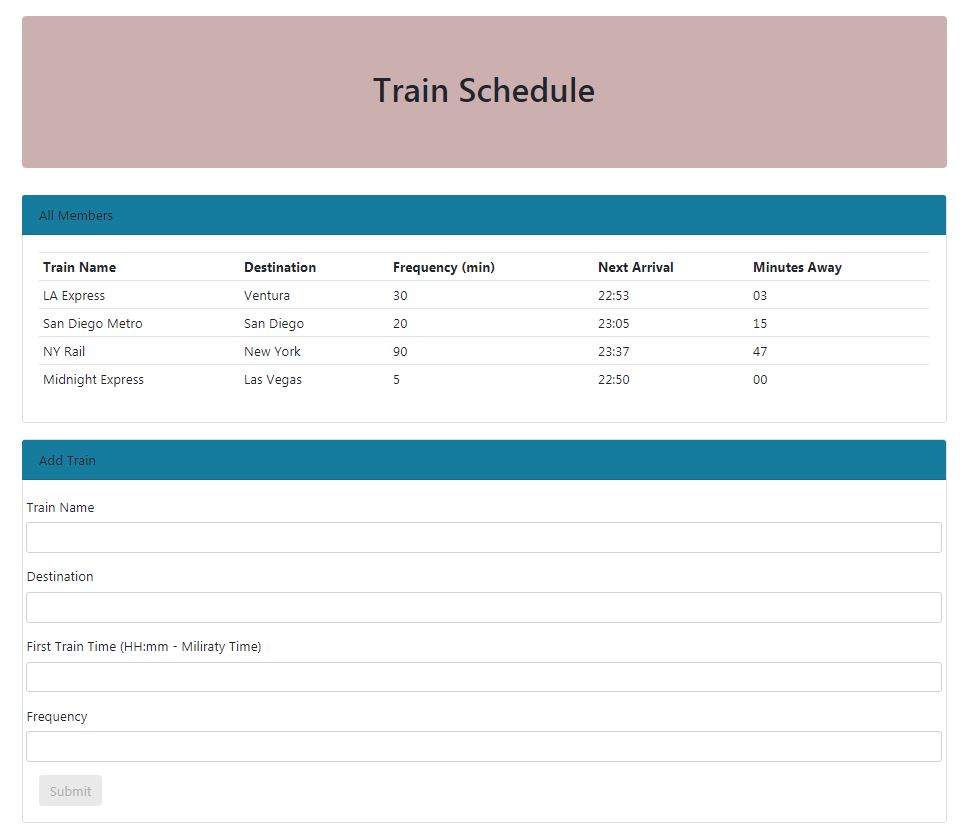 Train Schedule
All Members
Train Name Destination Frequency (min) Next Arrival Minutes Away
LA Express Ventura 30 22:53 03
San Diego Metro San Diego 20 23:05 15
NY Rail New York 90 23:37 47
Midnight Express Las Vegas 5 22:50 00
Add Train
Train Name
Destination
First Train Time (HH:mm - Miliraty Time)
Frequency
Submit